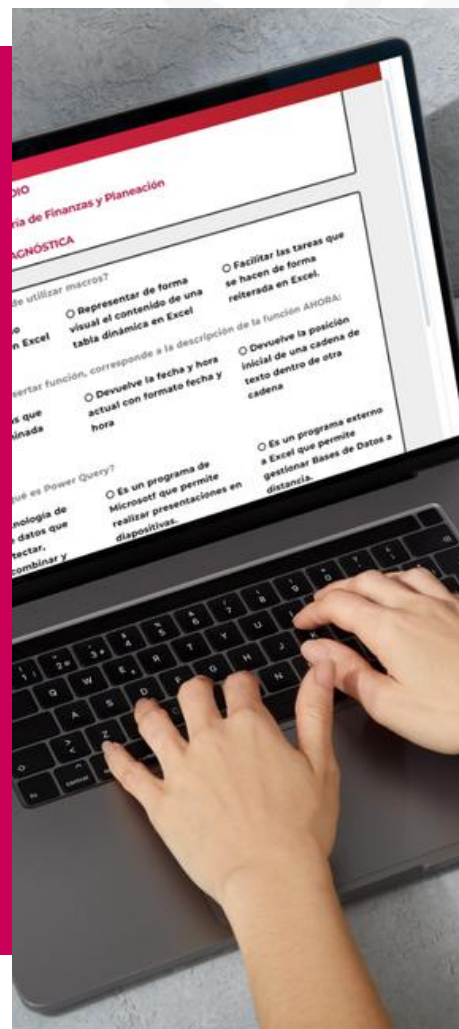 DIO
ría de Finanzas y Planeación
AGNÓSTICA
de utilizar macros?
n Excel
O Representar de forma
visual el contenido de una
tabla dinámica en Excel
O Facilitar las tareas que
se hacen de forma
reiterada en Excel.
sertar función, corresponde a la descripción de la función AHORA:
s que
inada
O Devuelve la fecha y hora
actual con formato fecha y
hora
O Devuelve la posición
inicial de una cadena de
texto dentro de otra
cadena
qué es Power Query?
nología de
datos que
tectar,
combinar y
O Es un programa de
Microsotf que permite
realizar presentaciones en
diapositivas.
O Es un programa externo
a Excel que permite
gestionar Bases de Datos a
distancia.